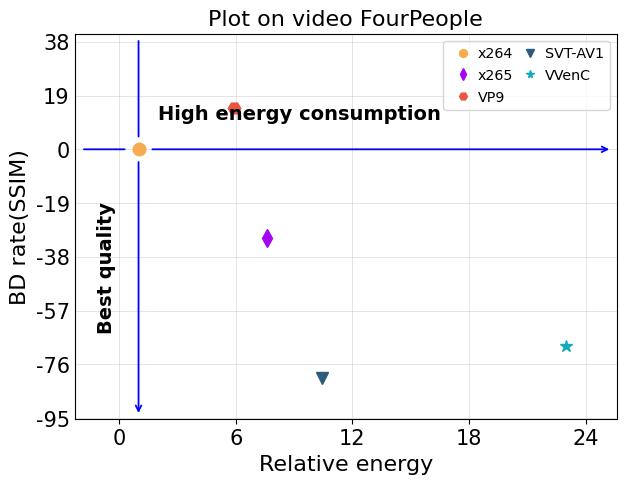 Plot on video FourPeople
x264
x265
VP9
SVT-AV1
VVenC
High energy consumption
Best quality
BD rate(SSIM)
38
19
0
-19
-38
-57
-76
-95
0 6 12 18 24
Relative energy